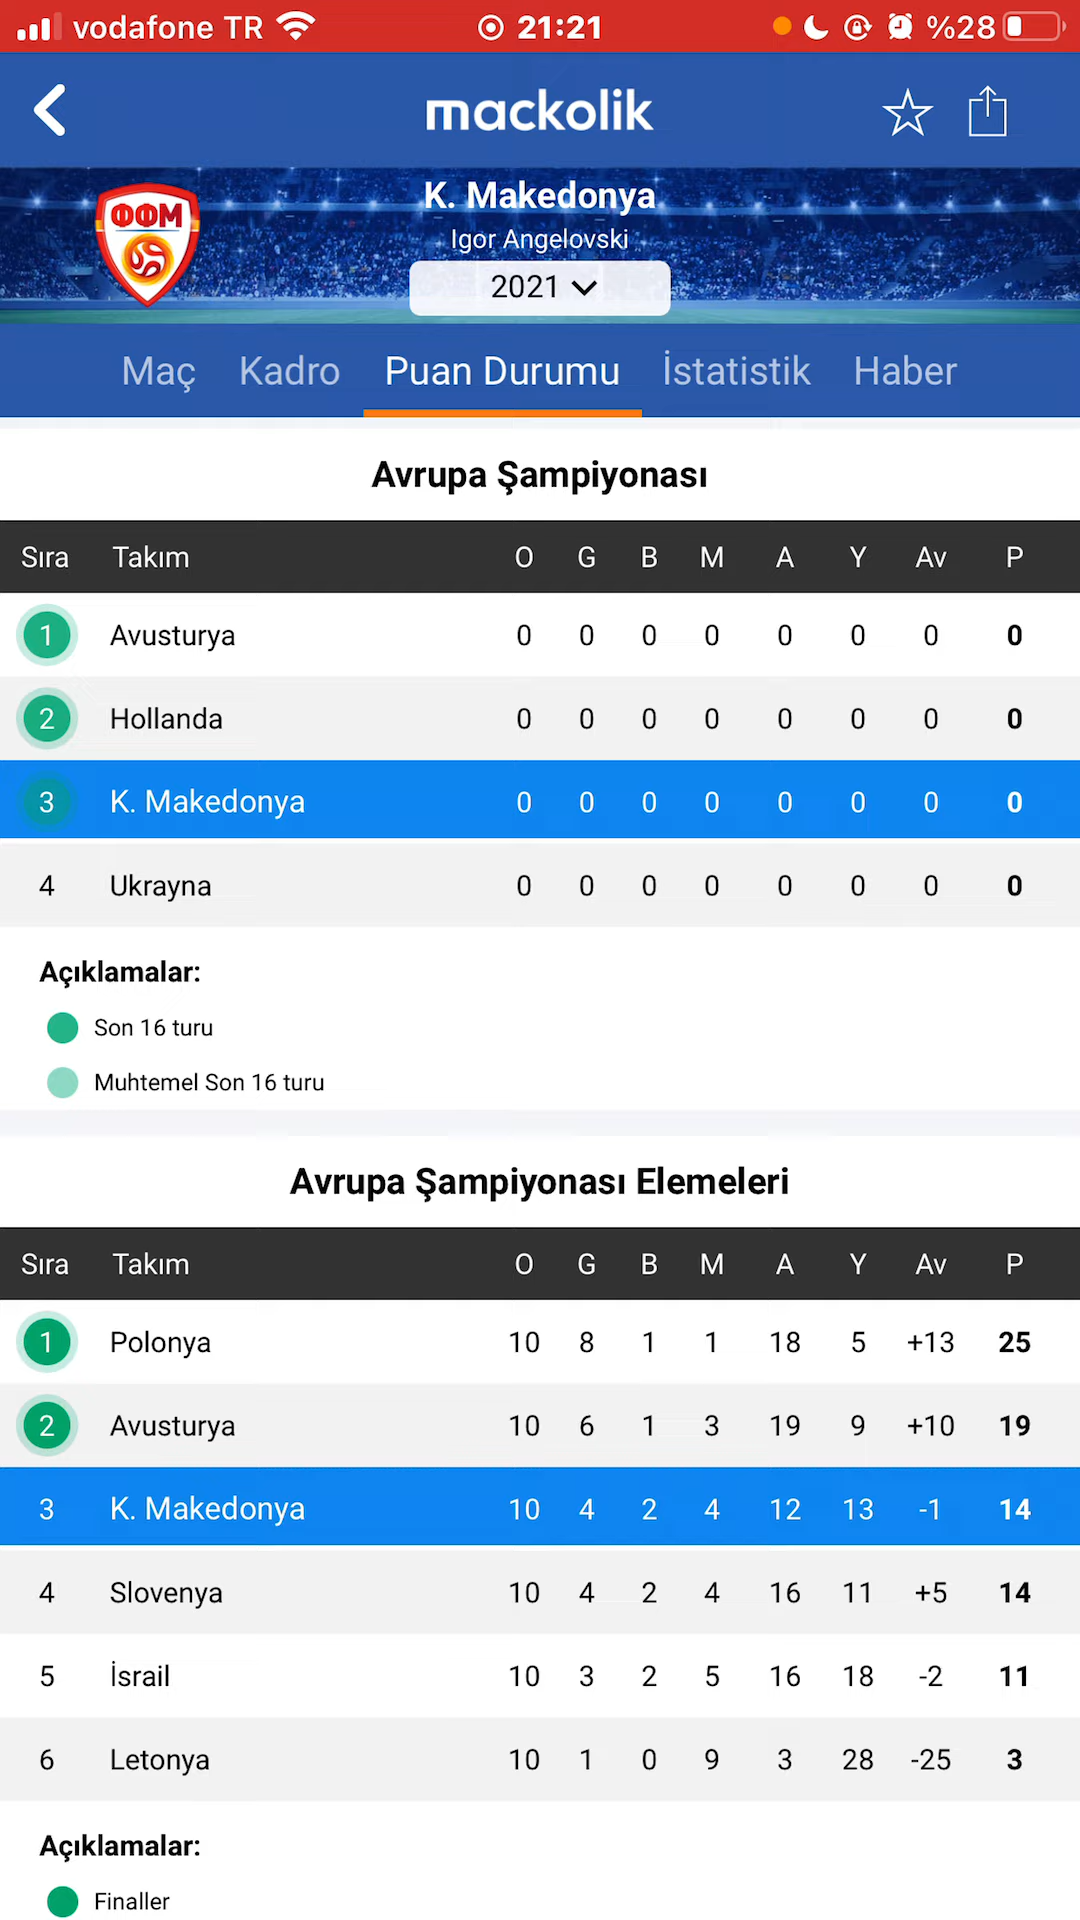 vodafone TR 21:21 %28
mackolik
ФФМ
K. Makedonya
Igor Angelovski
2021
Maç Kadro Puan Durumu İstatistik Haber
Avrupa Şampiyonası
Sıra Takım O G B M A Y Av P
1 Avusturya 0 0 0 0 0 0 0 0
2 Hollanda 0 0 0 0 0 0 0 0
3 K. Makedonya 0 0 0 0 0 0 0 0
4 Ukrayna 0 0 0 0 0 0 0 0
Açıklamalar:
Son 16 turu
Muhtemel Son 16 turu
Avrupa Şampiyonası Elemeleri
Sıra Takım O G B M A Y Av P
1 Polonya 10 8 1 1 18 5 +13 25
2 Avusturya 10 6 1 3 19 9 +10 19
3 K. Makedonya 10 4 2 4 12 13 -1 14
4 Slovenya 10 4 2 4 16 11 +5 14
5 İsrail 10 3 2 5 16 18 -2 11
6 Letonya 10 1 0 9 3 28 -25 3
Açıklamalar:
Finaller